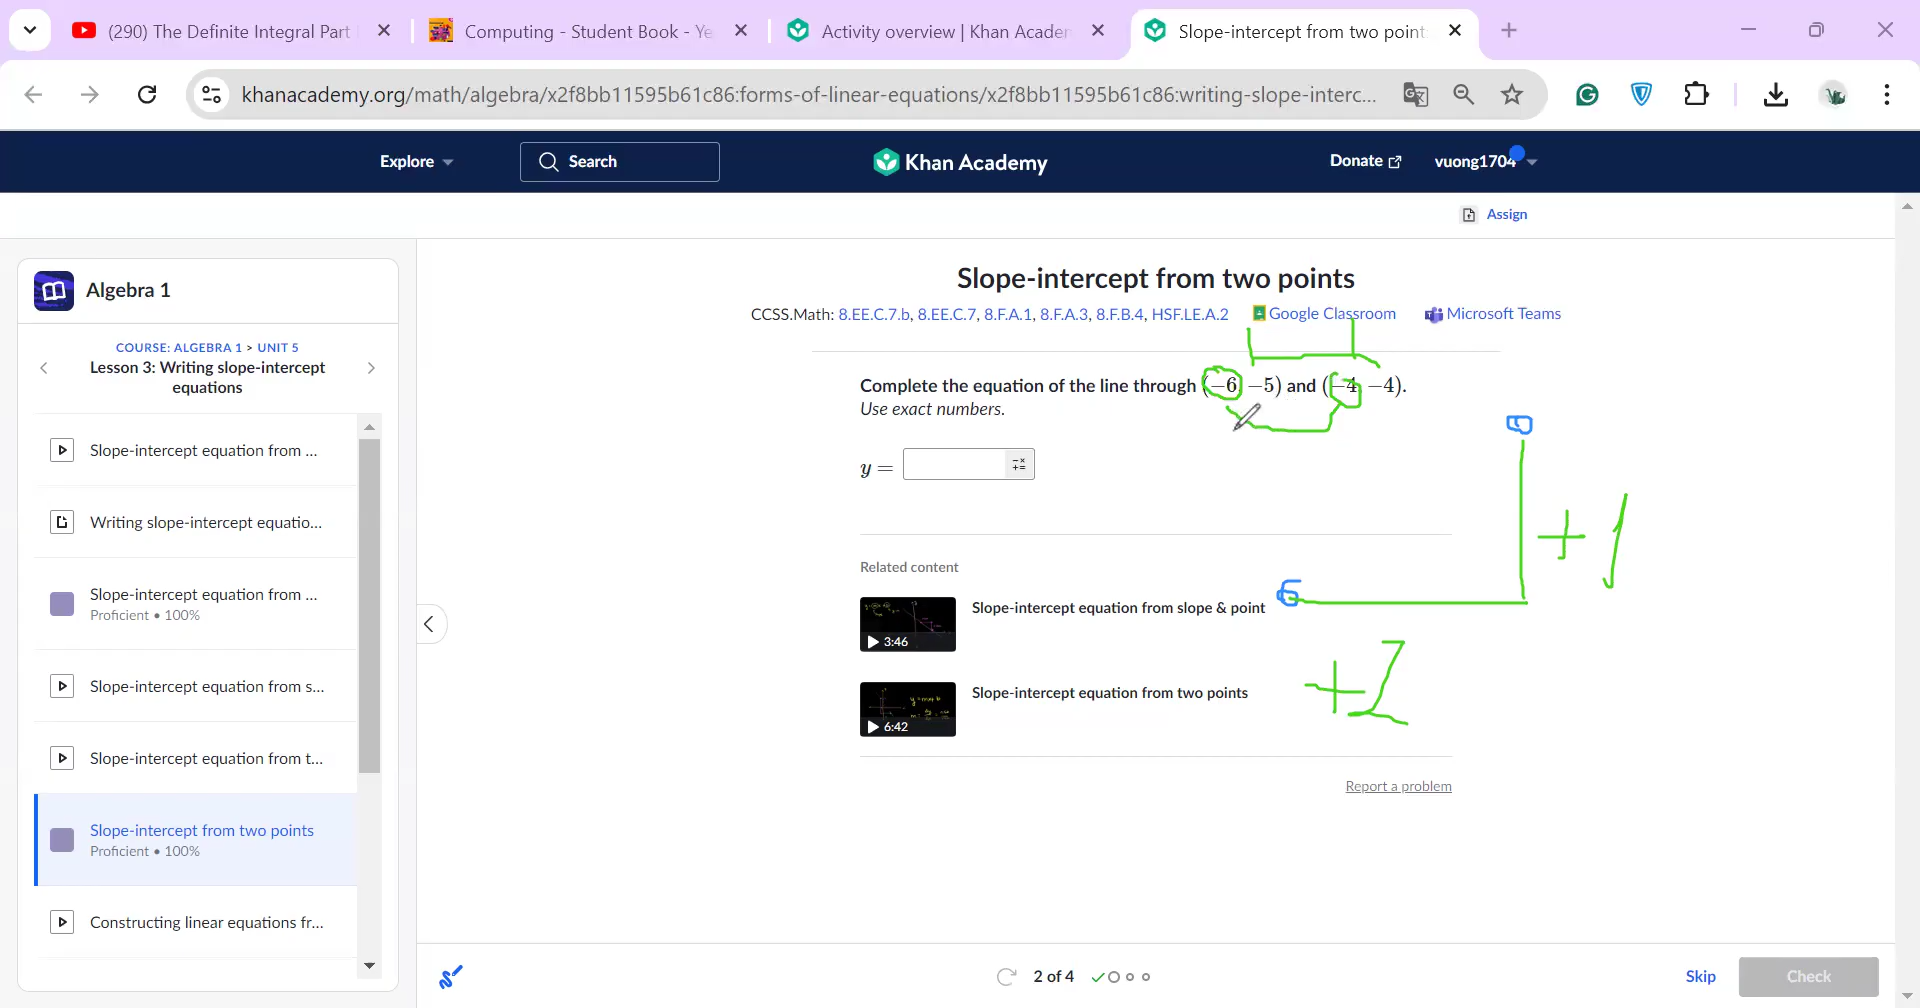 (290) The Definite Integral Part
Computing - Student Book - Ye
Activity overview | Khan Acader
Slope-intercept from two point
khanacademy.org/math/algebra/x2f8bb11595b61c86:forms-of-linear-equations/x2f8bb11595b61c86:writing-slope-interc...
Explore
Search
Khan Academy
Donate
vuong1704
Assign
Algebra 1
COURSE: ALGEBRA 1 > UNIT 5
Lesson 3: Writing slope-intercept
equations
Slope-intercept equation from ...
Writing slope-intercept equatio...
Slope-intercept equation from ...
Proficient • 100%
Slope-intercept equation from s...
Slope-intercept equation from t...
Slope-intercept from two points
Proficient • 100%
Constructing linear equations fr...
Slope-intercept from two points
CCSS.Math: 8.EE.C.7.b, 8.EE.C.7, 8.F.A.1, 8.F.A.3, 8.F.B.4, HSF.LE.A.2 Google Classroom Microsoft Teams
Complete the equation of the line through (−6, −5) and (−4, −4).
Use exact numbers.
y =
+1
Related content
Slope-intercept equation from slope & point
3:46
+2
Slope-intercept equation from two points
6:42
Report a problem
2 of 4
Skip
Check